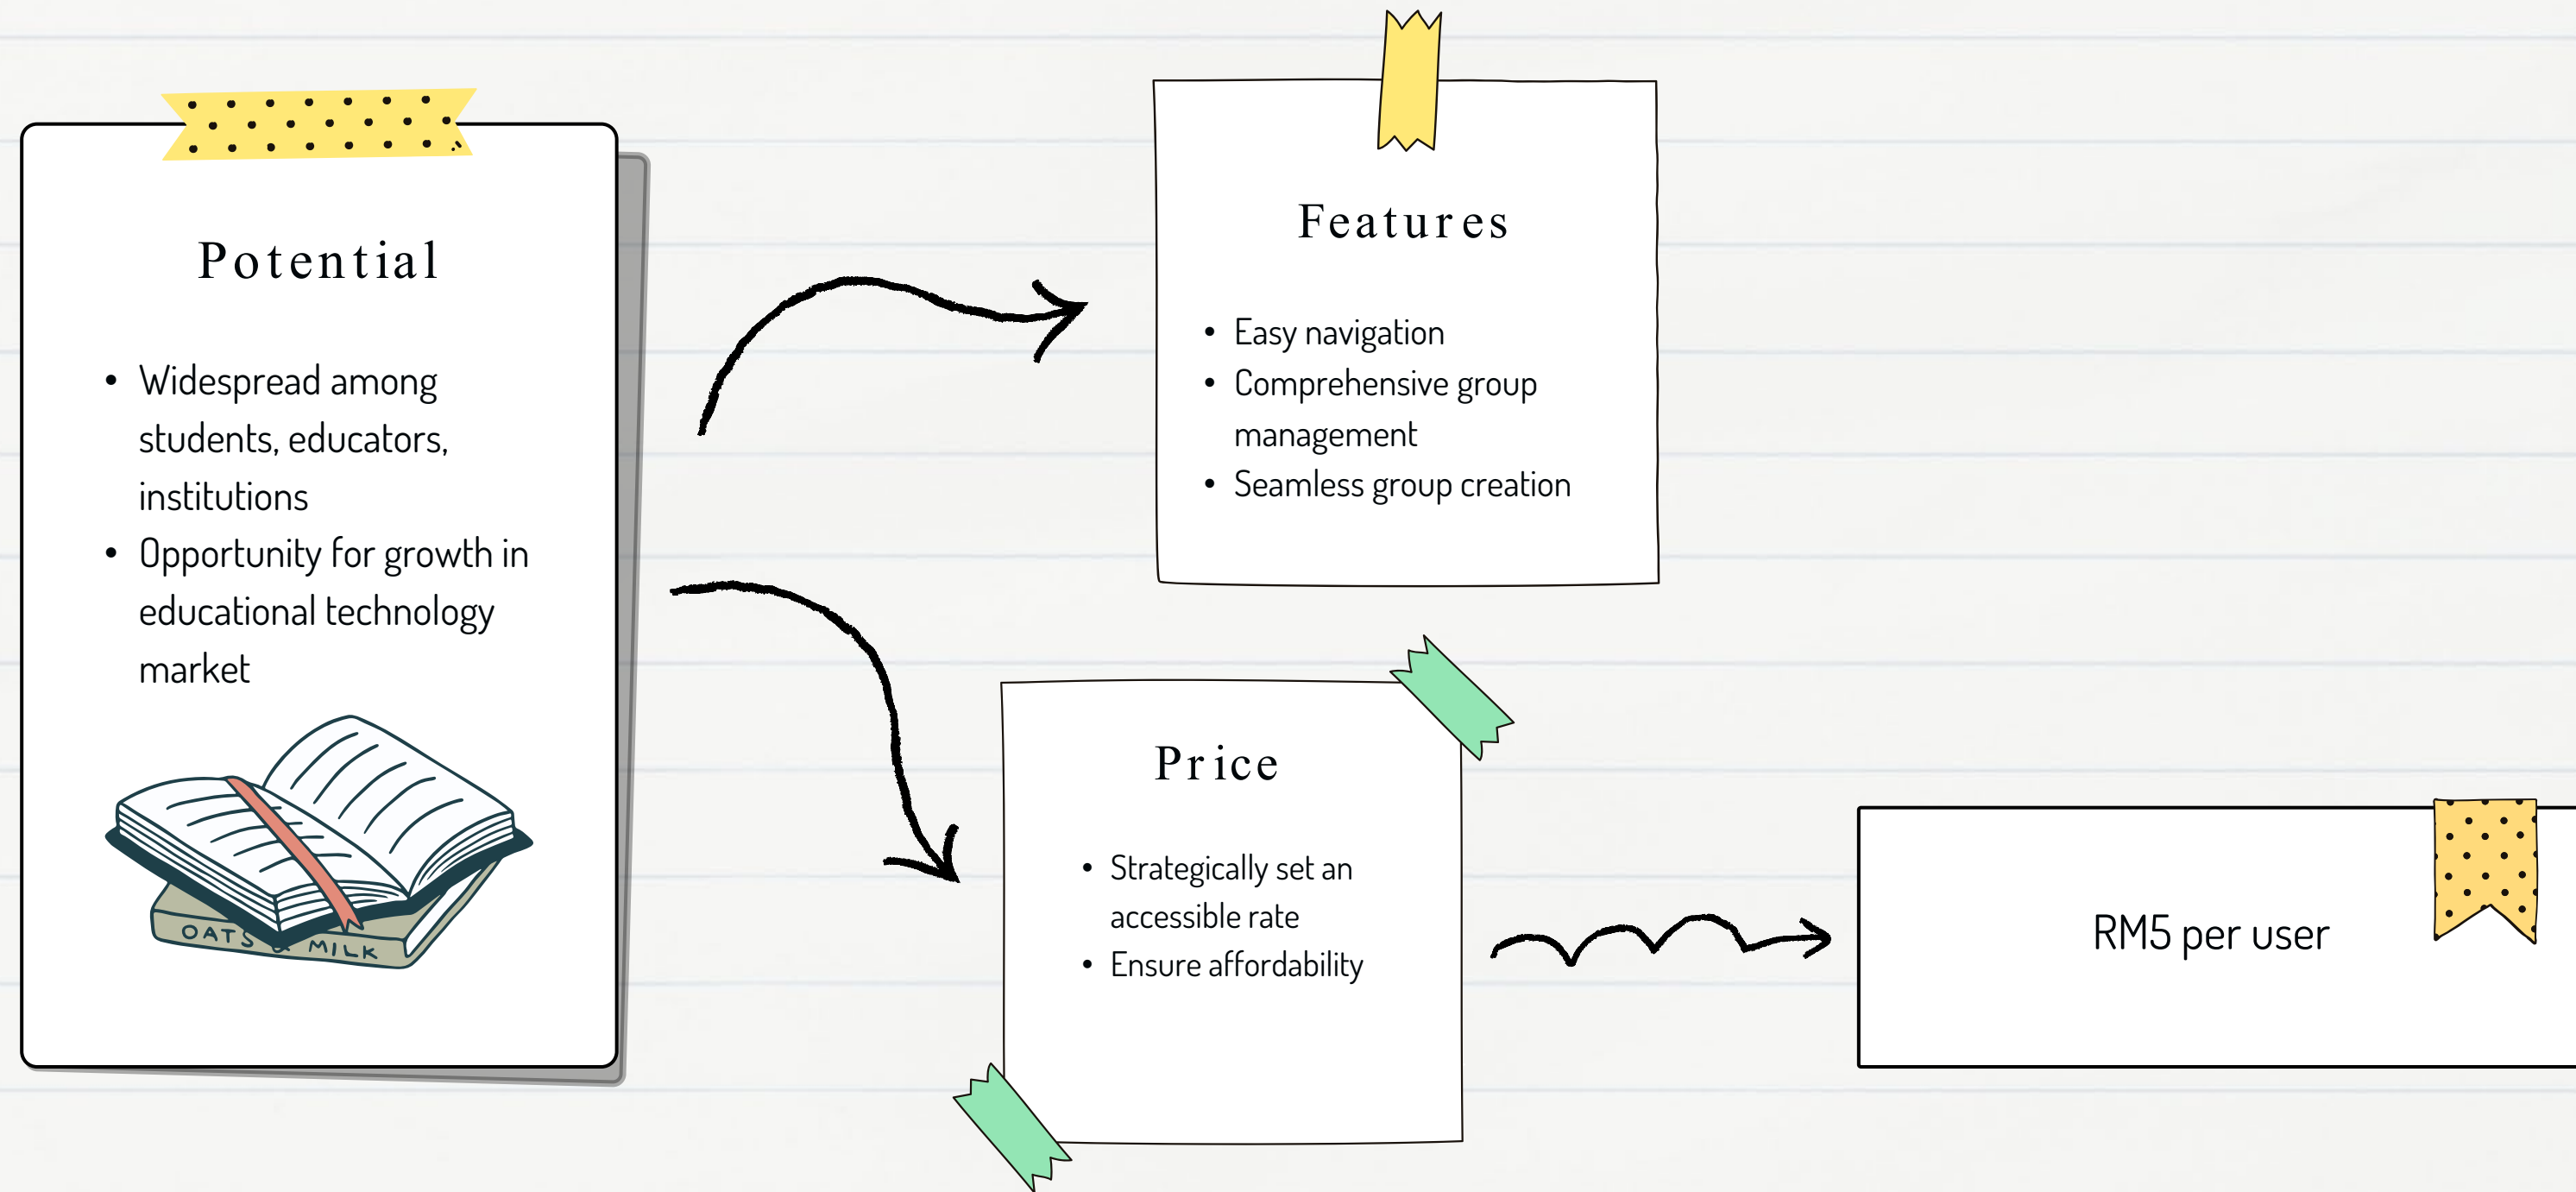 Potential
• Widespread among
students, educators,
institutions
• Opportunity for growth in
educational technology
market
OATS & MILK
Features
• Easy navigation
• Comprehensive group
management
• Seamless group creation
Price
• Strategically set an
accessible rate
• Ensure affordability
RM5 per user